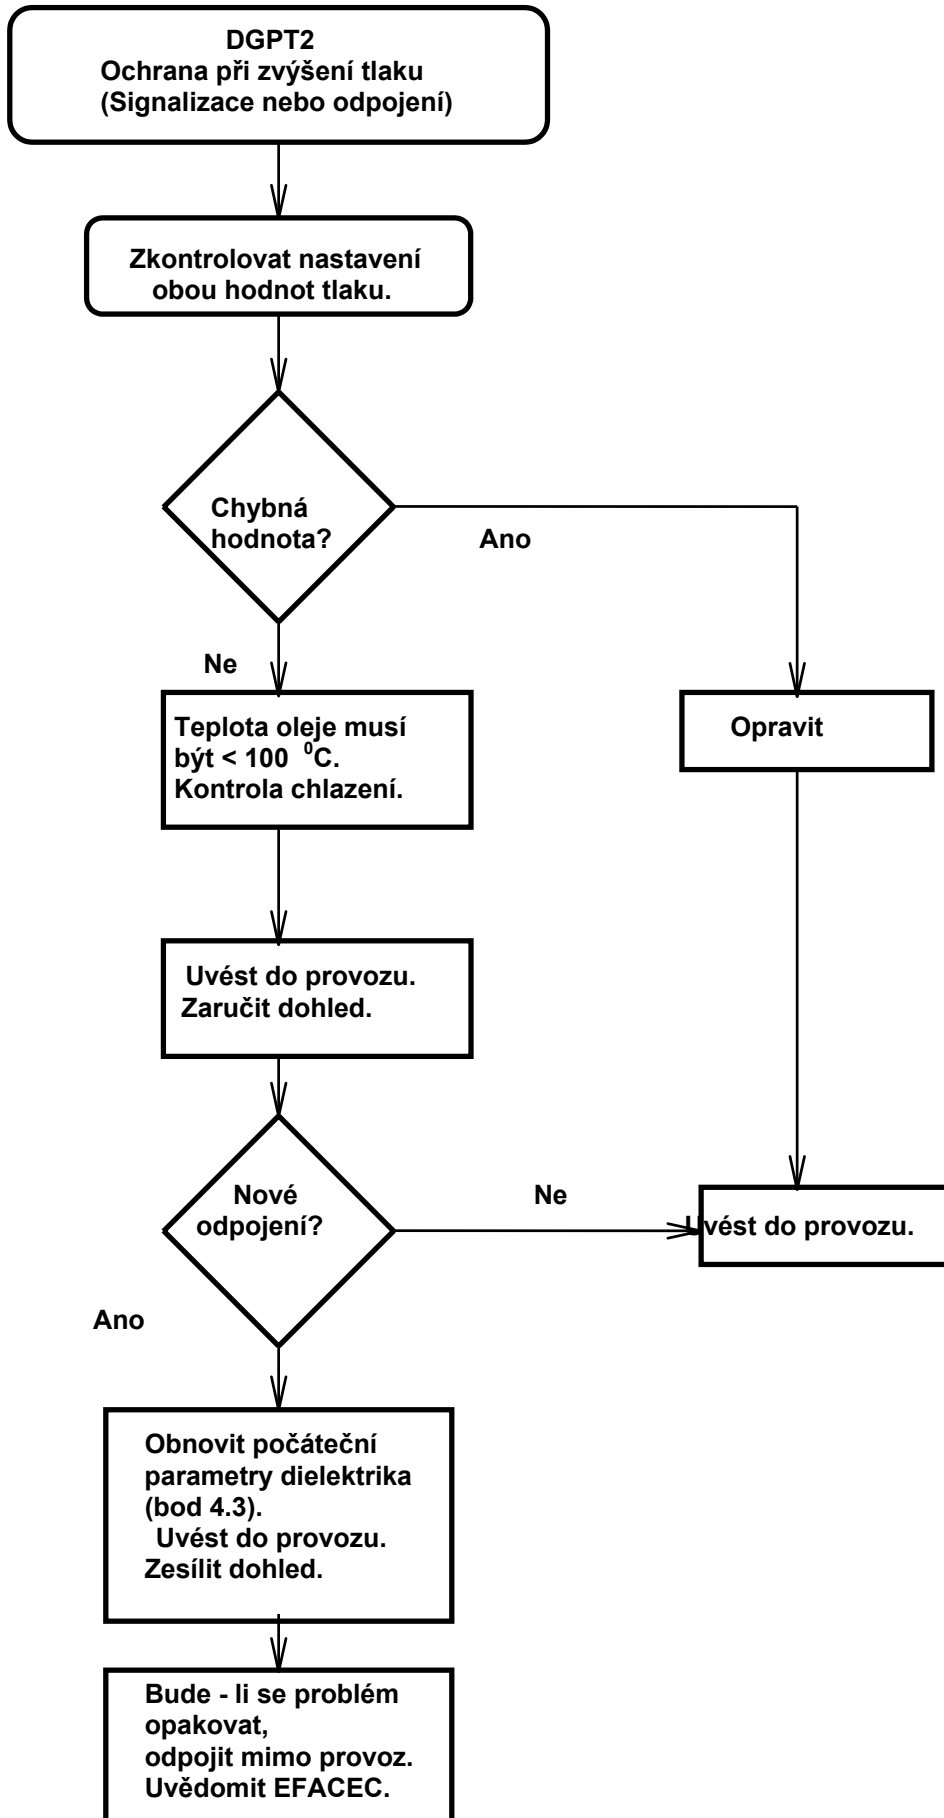 DGPT2
Ochrana při zvýšení tlaku
(Signalizace nebo odpojení)
Zkontrolovat nastavení
obou hodnot tlaku.
Chybná
hodnota?
Ano
Ne
Teplota oleje musí
být < 100 ⁰C.
Kontrola chlazení.
Opravit
Uvést do provozu.
Zaručit dohled.
Nové
odpojení?
Ne
Uvést do provozu.
Ano
Obnovit počáteční
parametry dielektrika
(bod 4.3).
Uvést do provozu.
Zesílit dohled.
Bude - li se problém
opakovat,
odpojit mimo provoz.
Uvědomit EFACEC.